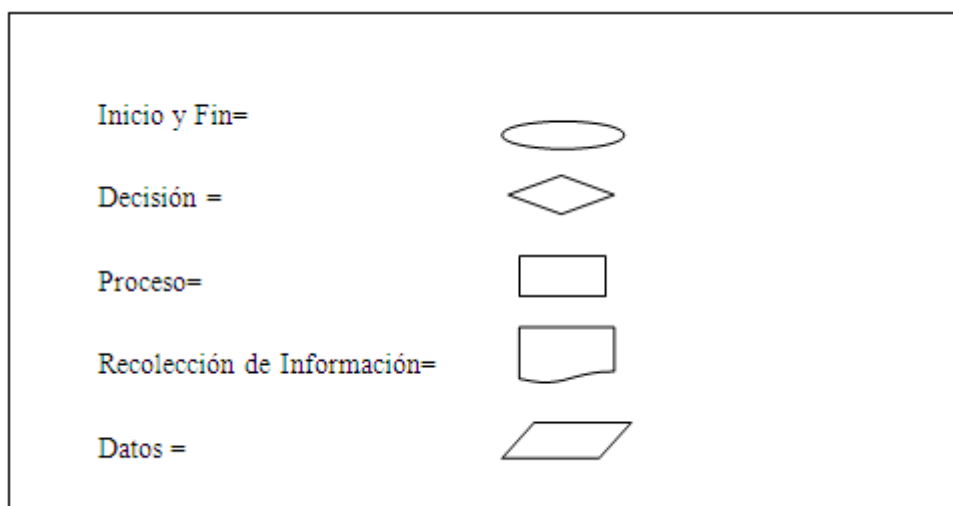 Inicio y Fin=
Decisión =
Proceso=
Recolección de Información=
Datos =